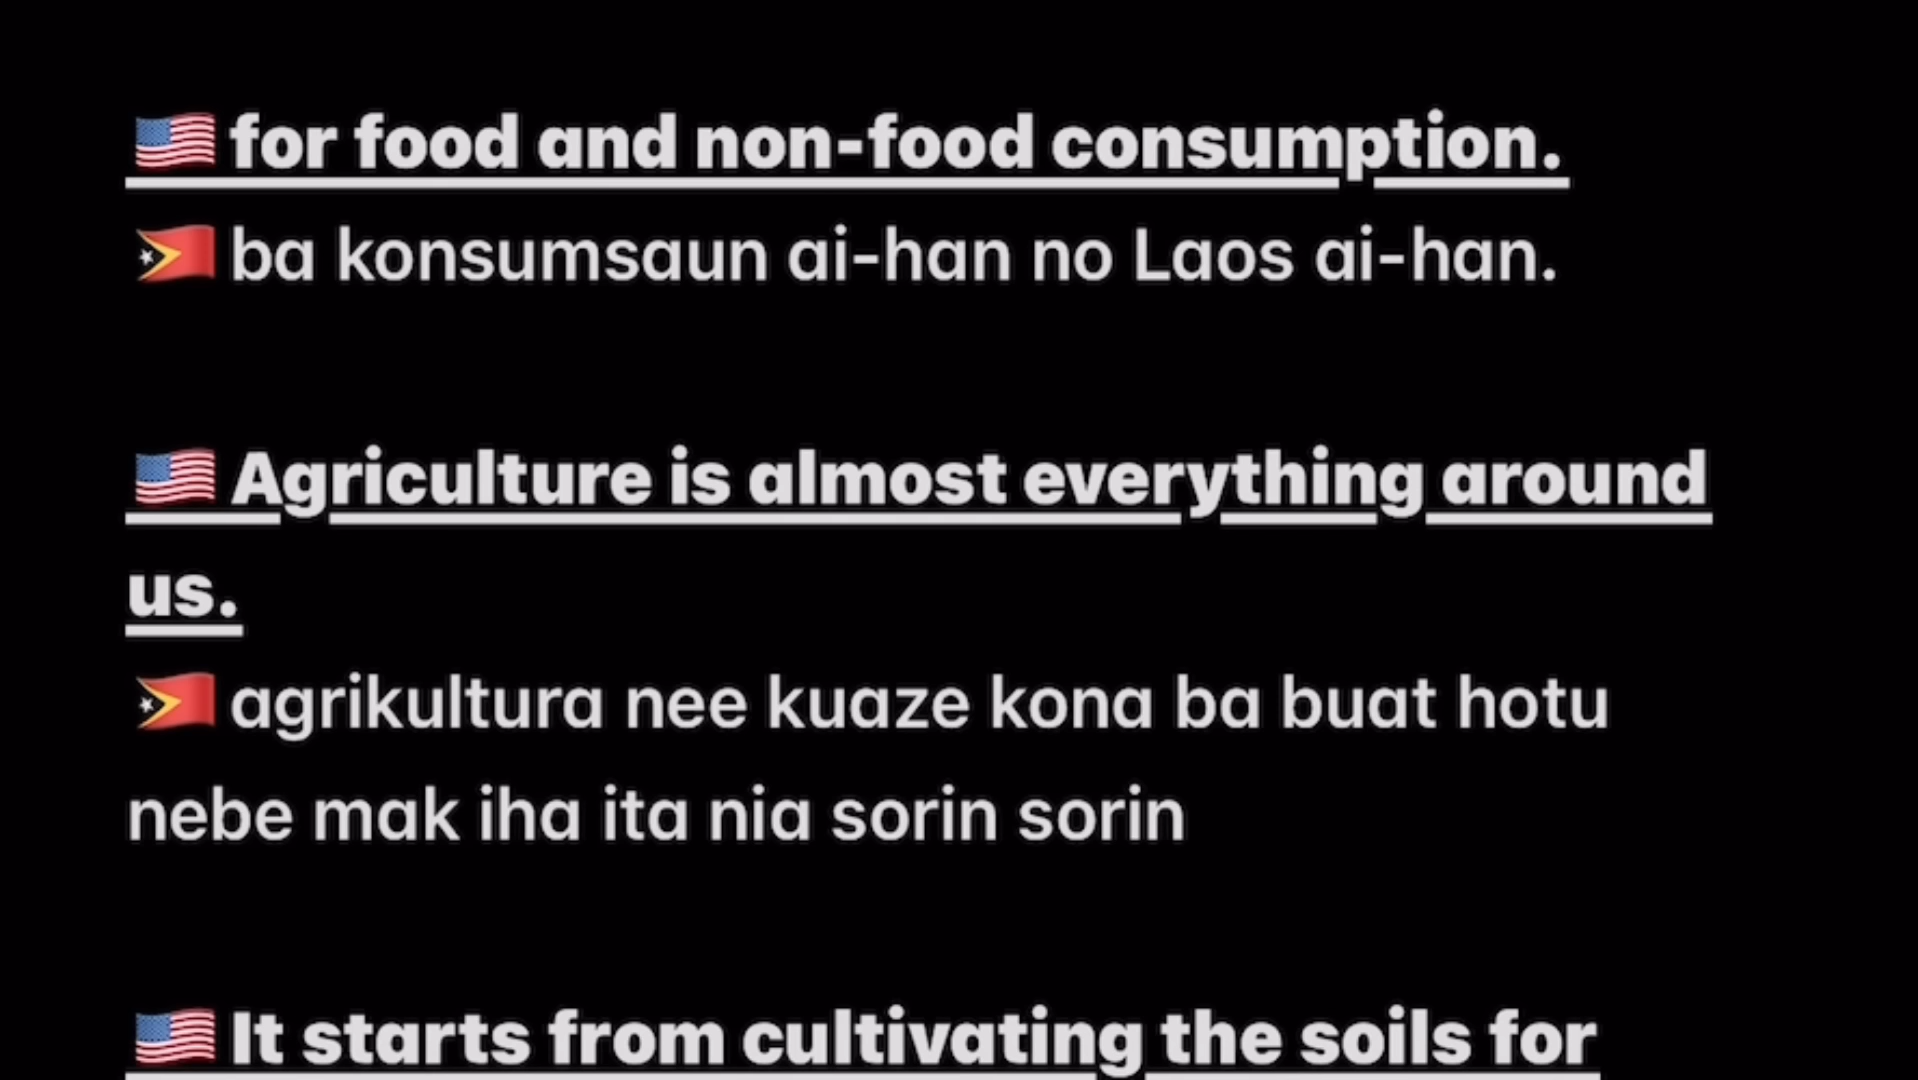 🇺🇸 for food and non-food consumption.
🇹🇱 ba konsumsaun ai-han no Laos ai-han.
🇺🇸 Agriculture is almost everything around
us.
🇹🇱 agrikultura nee kuaze kona ba buat hotu
nebe mak iha ita nia sorin sorin
🇺🇸 It starts from cultivating the soils for